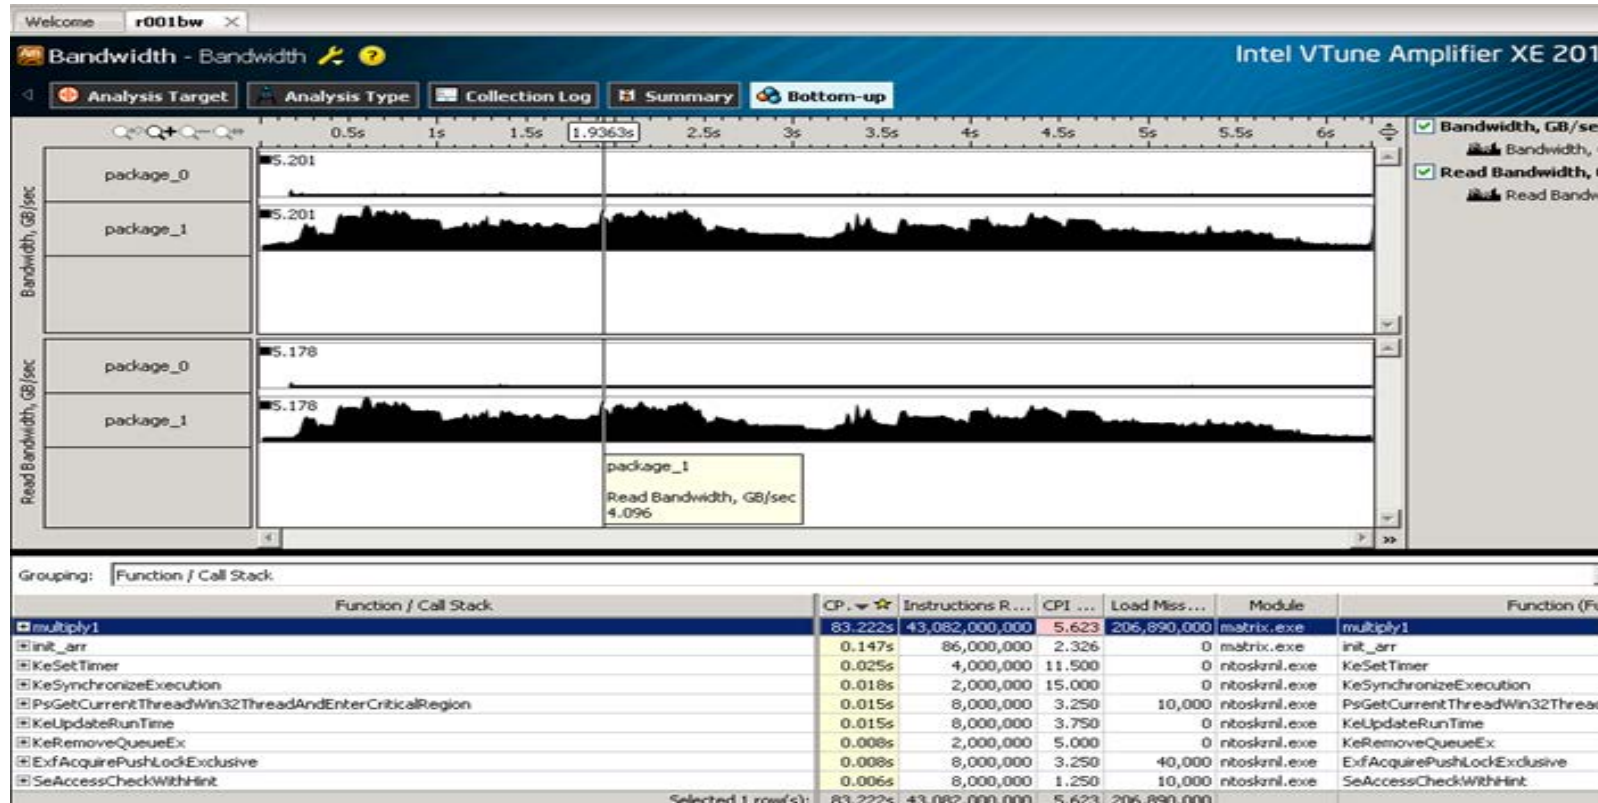 Welcome r001bw
Bandwidth - Bandwidth Intel VTune Amplifier XE 201
Analysis Target Analysis Type Collection Log Summary Bottom-up
0.5s 1s 1.5s 1.9363s 2.5s 3s 3.5s 4s 4.5s 5s 5.5s 6s
Bandwidth, GB/se
Bandwidth,
Read Bandwidth,
Read Bandw
Bandwidth, GB/sec
package_0 5.201
package_1 5.201
Read Bandwidth, GB/sec
package_0 5.178
package_1 5.178
package_1
Read Bandwidth, GB/sec
4.096
Grouping: Function / Call Stack
Function / Call Stack CP. Instructions R... CPI ... Load Miss... Module Function (Fu
multiply1 83.222s 43,082,000,000 5.623 206,890,000 matrix.exe multiply1
init_arr 0.147s 86,000,000 2.326 0 matrix.exe init_arr
KeSetTimer 0.025s 4,000,000 11.500 0 ntoskrnl.exe KeSetTimer
KeSynchronizeExecution 0.018s 2,000,000 15.000 0 ntoskrnl.exe KeSynchronizeExecution
PsGetCurrentThreadWin32ThreadAndEnterCriticalRegion 0.015s 8,000,000 3.250 10,000 ntoskrnl.exe PsGetCurrentThreadWin32Threa
KeUpdateRunTime 0.015s 8,000,000 3.750 0 ntoskrnl.exe KeUpdateRunTime
KeRemoveQueueEx 0.008s 2,000,000 5.000 0 ntoskrnl.exe KeRemoveQueueEx
ExfAcquirePushLockExclusive 0.008s 8,000,000 3.250 40,000 ntoskrnl.exe ExfAcquirePushLockExclusive
SeAccessCheckWithHint 0.006s 8,000,000 1.250 10,000 ntoskrnl.exe SeAccessCheckWithHint
Selected 1 row(s): 83.222s 43,082,000,000 5.623 206,890,000